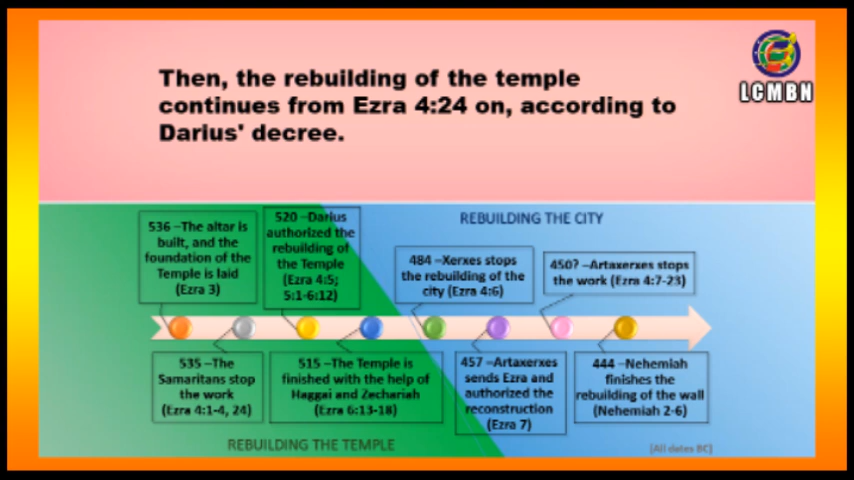 Then, the rebuilding of the temple
continues from Ezra 4:24 on, according to
Darius' decree.
LCMBN
REBUILDING THE CITY
536 –The altar is
built, and the
foundation of the
Temple is laid
(Ezra 3)
520 –Darius
authorized the
rebuilding of
the Temple
(Ezra 4:5;
5:1-6:12)
484 –Xerxes stops
the rebuilding of the
city (Ezra 4:6)
450? –Artaxerxes stops
the work (Ezra 4:7-23)
535 –The
Samaritans stop
the work
(Ezra 4:1-4, 24)
515 –The Temple is
finished with the help of
Haggai and Zechariah
(Ezra 6:13-18)
457 –Artaxerxes
sends Ezra and
authorized the
reconstruction
(Ezra 7)
444 –Nehemiah
finishes the
rebuilding of the wall
(Nehemiah 2-6)
REBUILDING THE TEMPLE
[All dates BC]